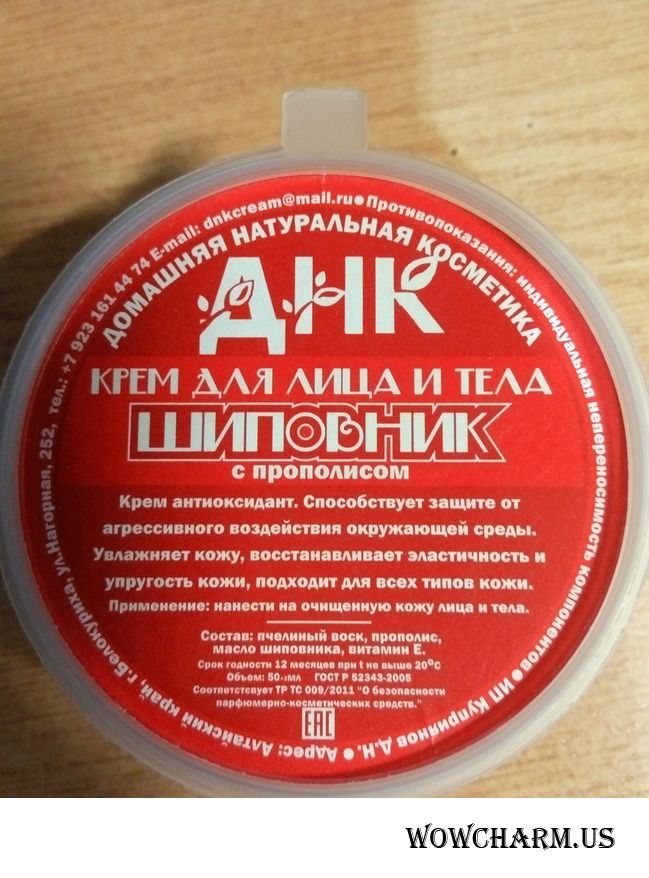 ДОМАШНЯЯ НАТУРАЛЬНАЯ КОСМЕТИКА
ДНК
КРЕМ ДЛЯ ЛИЦА И ТЕЛА
ШИПОВНИК
С ПРОПОЛИСОМ
Крем антиоксидант. Способствует защите от
агрессивного воздействия окружающей среды.
Увлажняет кожу, восстанавливает эластичность и
упругость кожи, подходит для всех типов кожи.
Применение: нанести на очищенную кожу лица и тела.
Состав: пчелиный воск, прополис,
масло шиповника, витамин Е.
Срок годности 12 месяцев при t не выше 20°С
Объем: 50±3мл ГОСТ Р 52343-2005
Соответствует ТР ТС 009/2011 "О безопасности
парфюмерно-косметических средств."
EAC
• Адрес: Алтайский край, г.Белокуриха, ул.Нагорная, 252, тел.: +7 923 161 44 74 E-mail: dnkcream@mail.ru • Противопоказания: индивидуальная непереносимость компонентов • ИП Куприянов Д.Н.
WOWCHARM.US